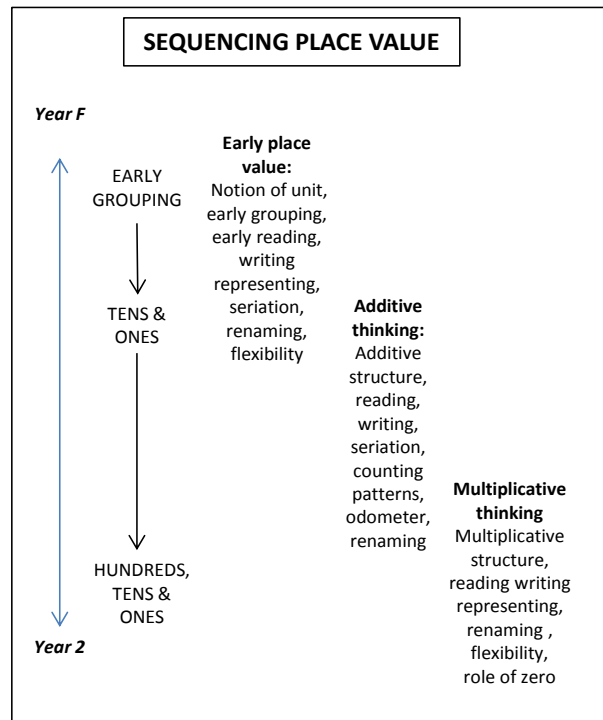 SEQUENCING PLACE VALUE
Year F
EARLY
GROUPING
TENS &
ONES
HUNDREDS,
TENS &
ONES
Year 2
Early place
value:
Notion of unit,
early grouping,
early reading,
writing
representing,
seriation,
renaming,
flexibility
Additive
thinking:
Additive
structure,
reading,
writing,
seriation,
counting
patterns,
odometer,
renaming
Multiplicative
thinking
Multiplicative
structure,
reading writing
representing,
renaming ,
flexibility,
role of zero